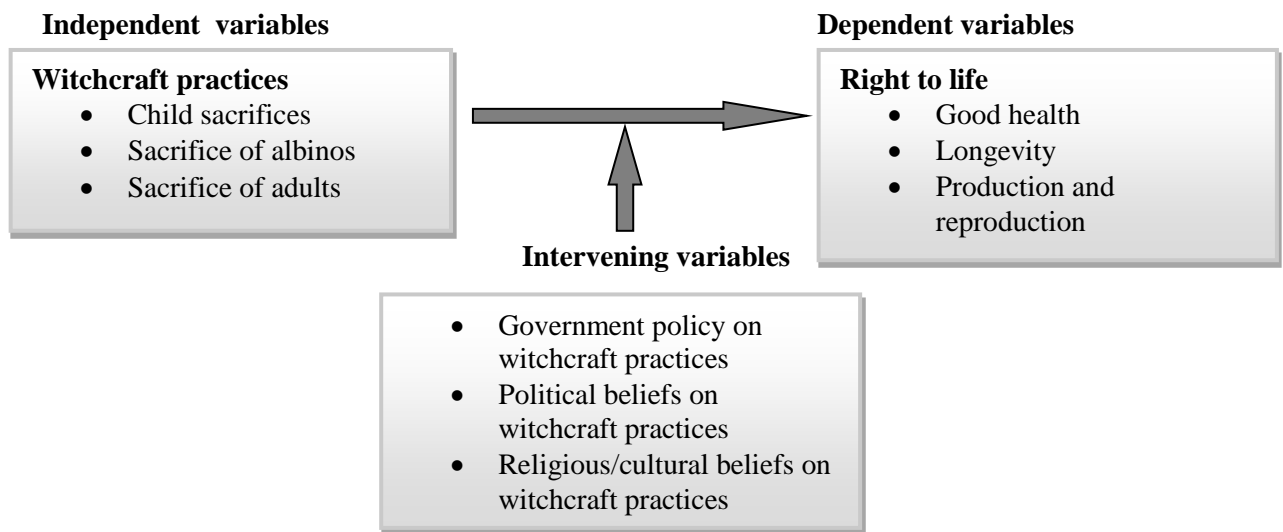 Independent variables
Dependent variables
Witchcraft practices
• Child sacrifices
• Sacrifice of albinos
• Sacrifice of adults
Right to life
• Good health
• Longevity
• Production and
reproduction
Intervening variables
• Government policy on
witchcraft practices
• Political beliefs on
witchcraft practices
• Religious/cultural beliefs on
witchcraft practices